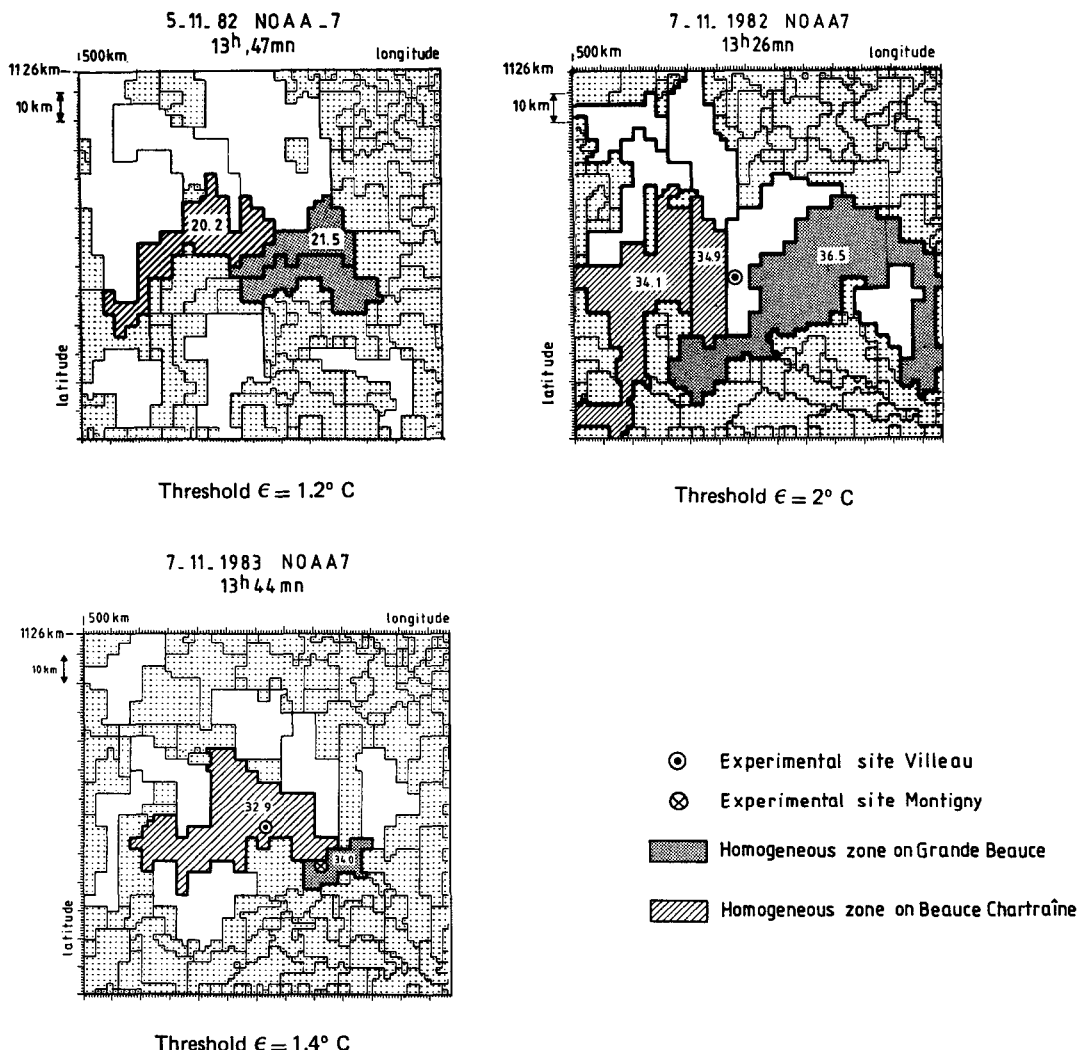 5_11_82 NOAA_7
13h,47mn
500km longitude
1126km
10km
20.2
21.5
latitude
Threshold ϵ = 1.2° C
7_11_1982 NOAA7
13h26mn
500km longitude
1126km
10km
34.9
36.5
34.1
latitude
Threshold ϵ = 2° C
7_11_1983 NOAA7
13h44mn
500km longitude
1126km
10km
32.9
34.0
latitude
Threshold ϵ = 1.4° C
Experimental site Villeau
Experimental site Montigny
Homogeneous zone on Grande Beauce
Homogeneous zone on Beauce Chartraîne